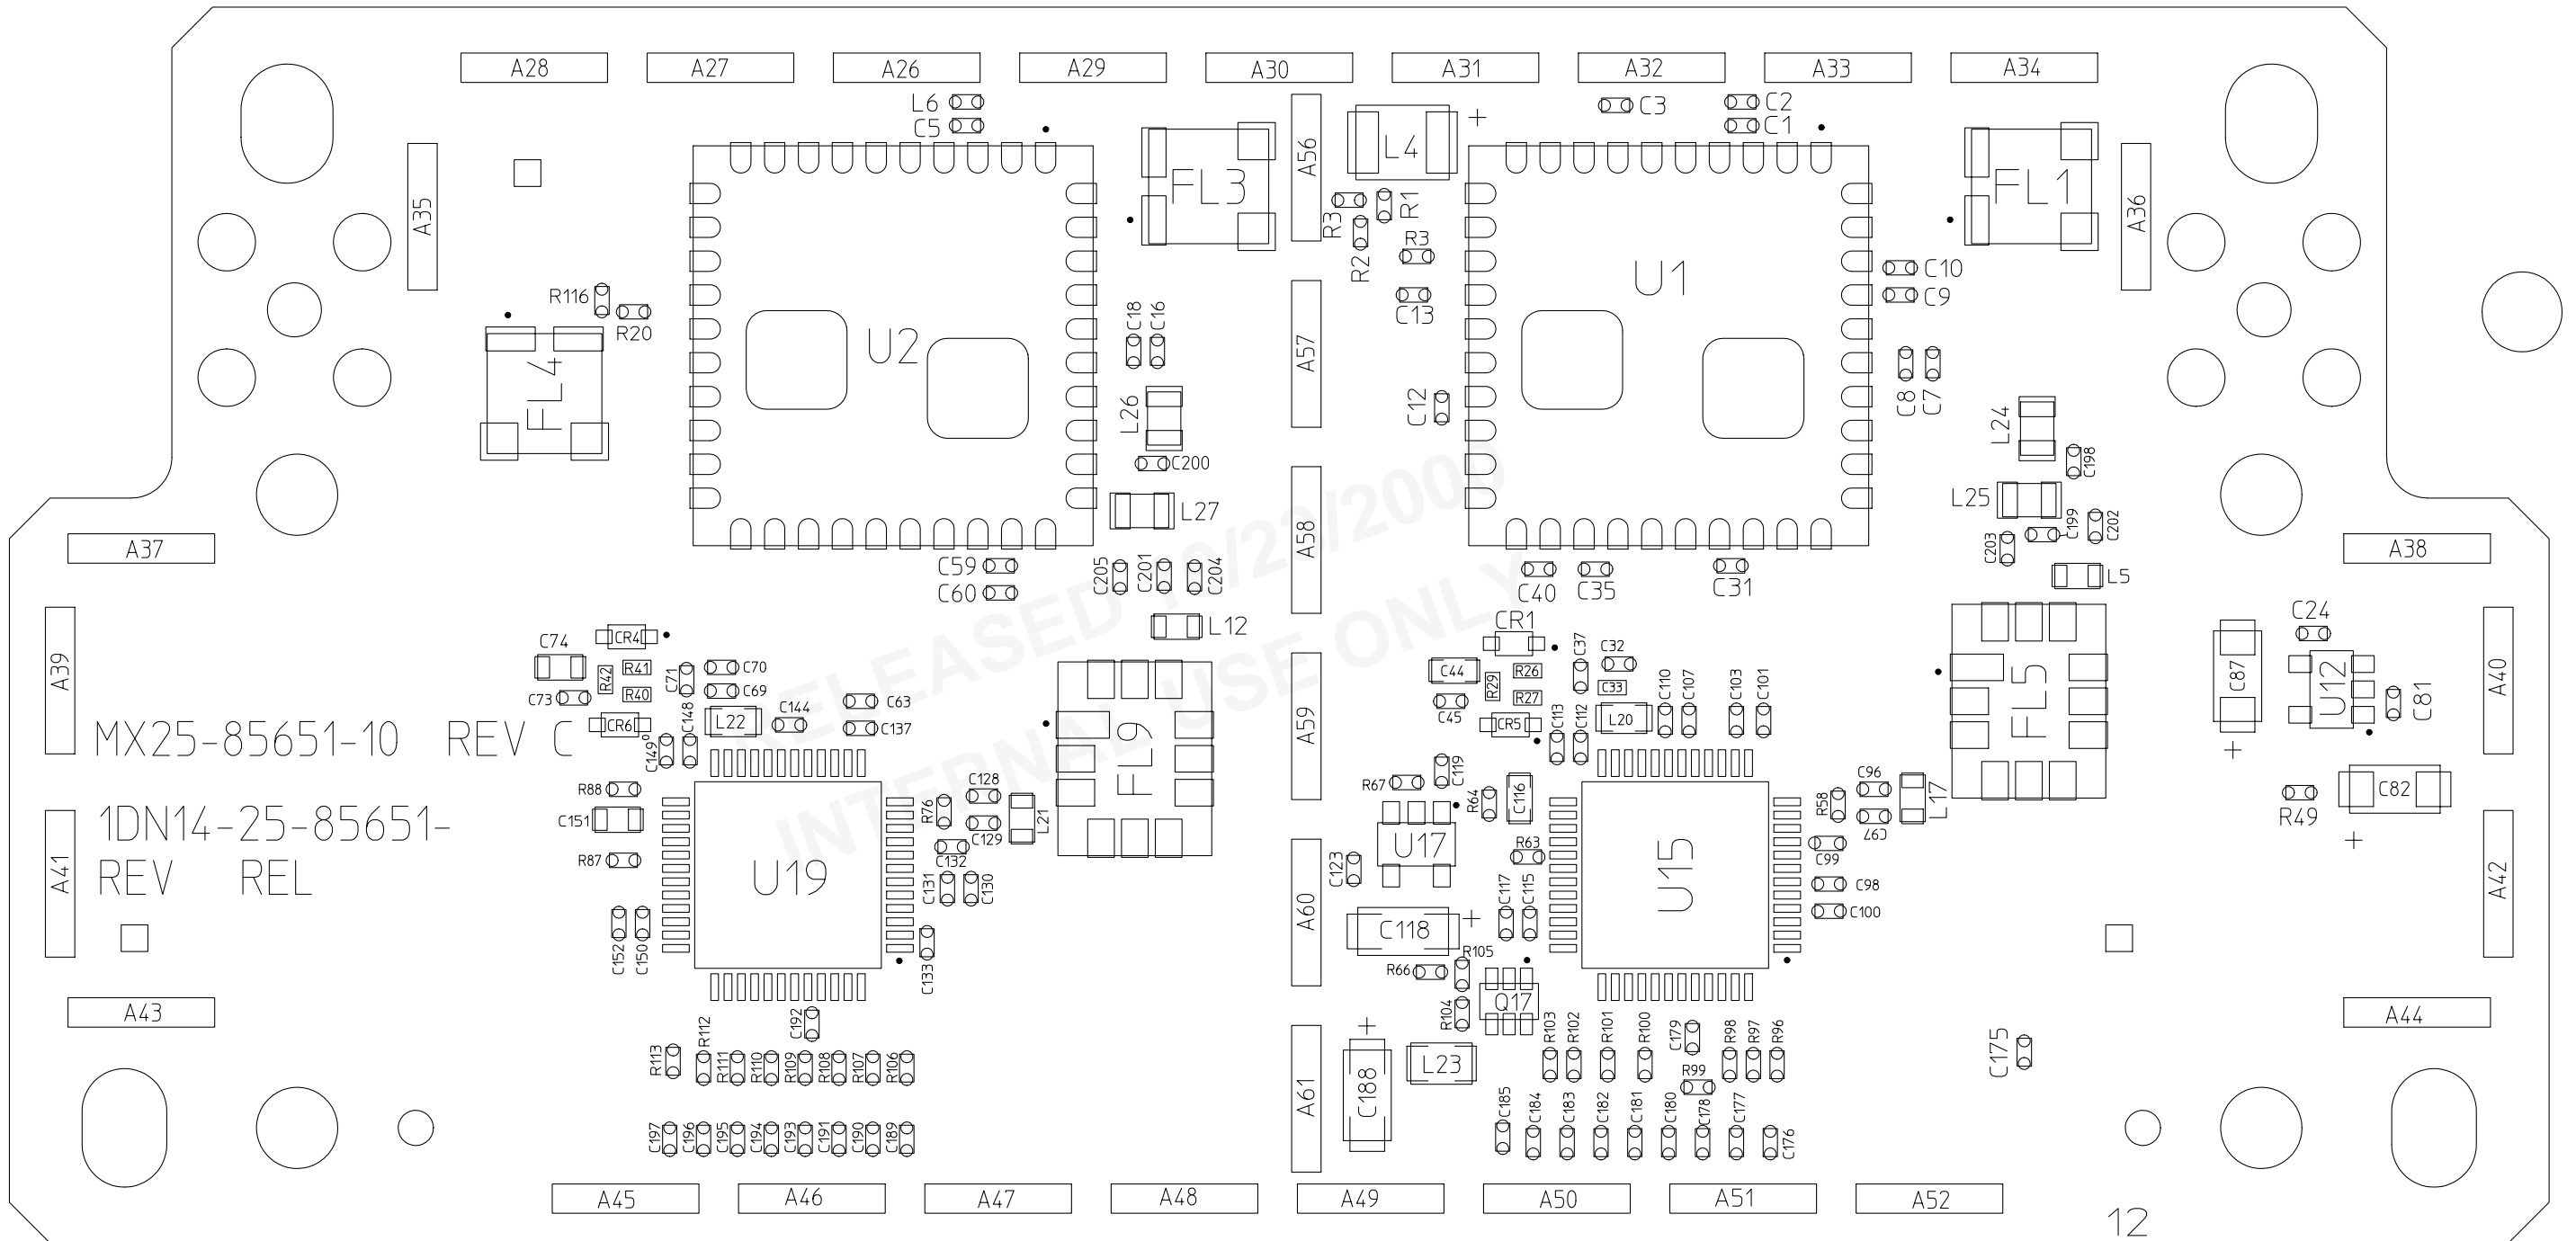 A28 A27 A26 A29 A30 A31 A32 A33 A34
L6 C3 C2
C5 C1
A56 L4 +
A35 FL3 R3 R1 FL1 A36
R2 R3
U1 C10
R116 C9
R20 C18 C16 A57 C13
U2
FL4 L26 C12 C8 C7 L24
C200 C198
L27 L25
A37 A58 C203 C199 C202 A38
C59 C205 C201 C204 C40 C35 C31 L5
C60
C74 CR4 L12 CR1 C24
A39 R42 R41 C71 C70 C44 R26 C37 C32 FL5 C87 U12 A40
C73 R40 C69 C63 A59 C45 R29 R27 C33 C110 C107 C103 C101 C81
MX25-85651-10 REV C
CR6 C148 L22 C144 C137 FL9 CR5 C113 C112 L20
C149 +
R88 C128 R67 C119 C96 L17 C82
1DN14-25-85651-
C151 R76 C129 L21 R64 C116 R58 C97 R49
+
REV REL
A41 R87 U19 C132 C123 U17 R63 U15 C99 A42
C131 C130 A60 C117 C115 C98
C152 C150 C133 C118 + C100
R66 R105
A43 C192 R104 Q17 A44
R113 R112 R111 R110 R109 R108 R107 R106 + R103 R102 R101 R100 C179 R98 R97 R96 C175
A61 C188 L23 R99
C197 C196 C195 C194 C193 C191 C190 C189 C185 C184 C183 C182 C181 C180 C178 C177 C176
A45 A46 A47 A48 A49 A50 A51 A52
12
RELEASED 10/23/2000
INTERNAL USE ONLY